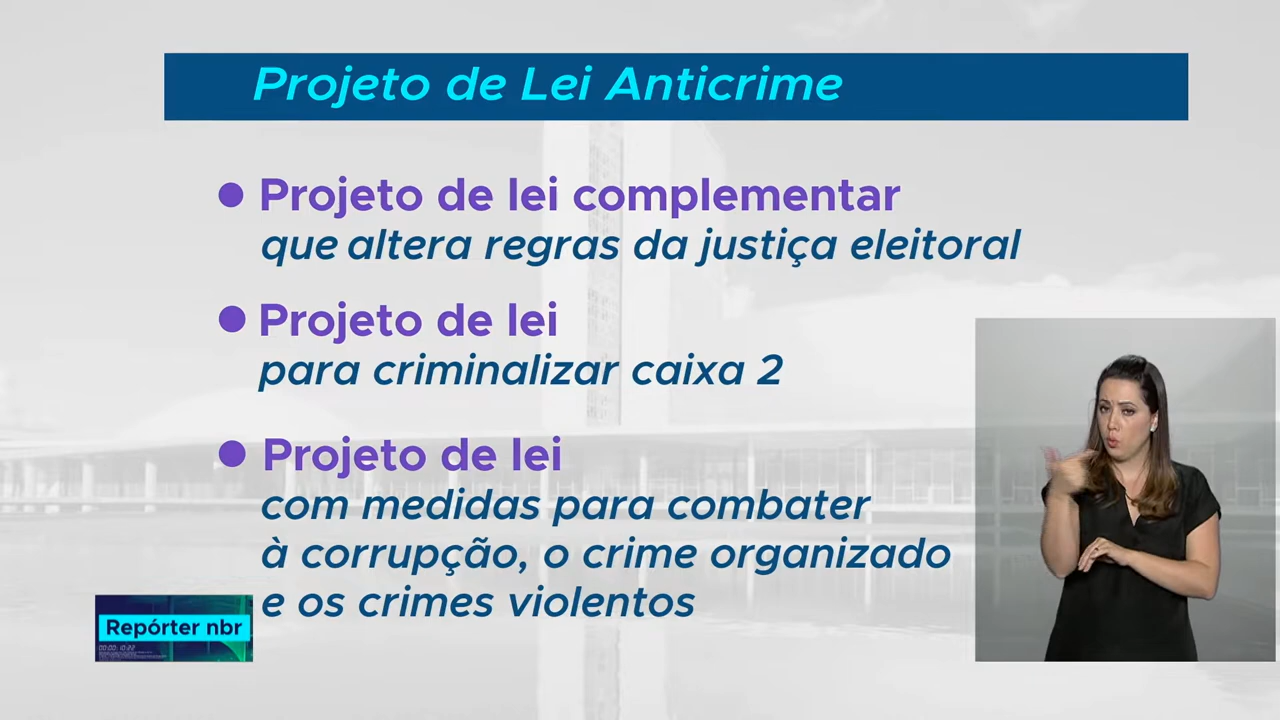 Projeto de Lei Anticrime
Projeto de lei complementar
que altera regras da justiça eleitoral
Projeto de lei
para criminalizar caixa 2
Projeto de lei
com medidas para combater
à corrupção, o crime organizado
e os crimes violentos
Repórter nbr